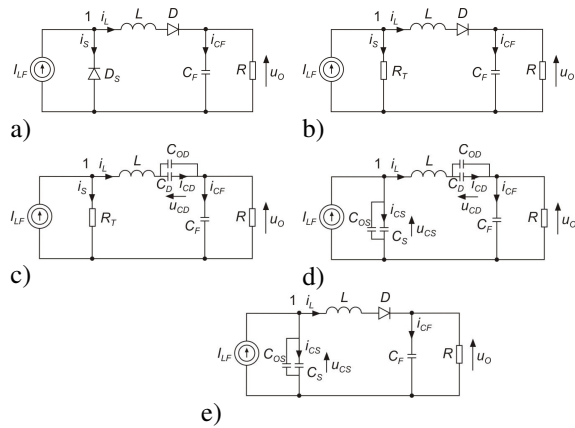 1 i_L L D
i_S i_CF
I_LF D_S C_F R u_O
a)
1 i_L L D
i_S i_CF
I_LF R_T C_F R u_O
b)
C_OD
1 i_L L
i_S C_D i_CD i_CF
u_CD
I_LF R_T C_F R u_O
c)
C_OD
1 i_L L
C_D i_CD i_CF
u_CD
i_CS
I_LF C_OS C_S u_CS C_F R u_O
d)
1 i_L L D
i_CF
i_CS
I_LF C_OS C_S u_CS C_F R u_O
e)